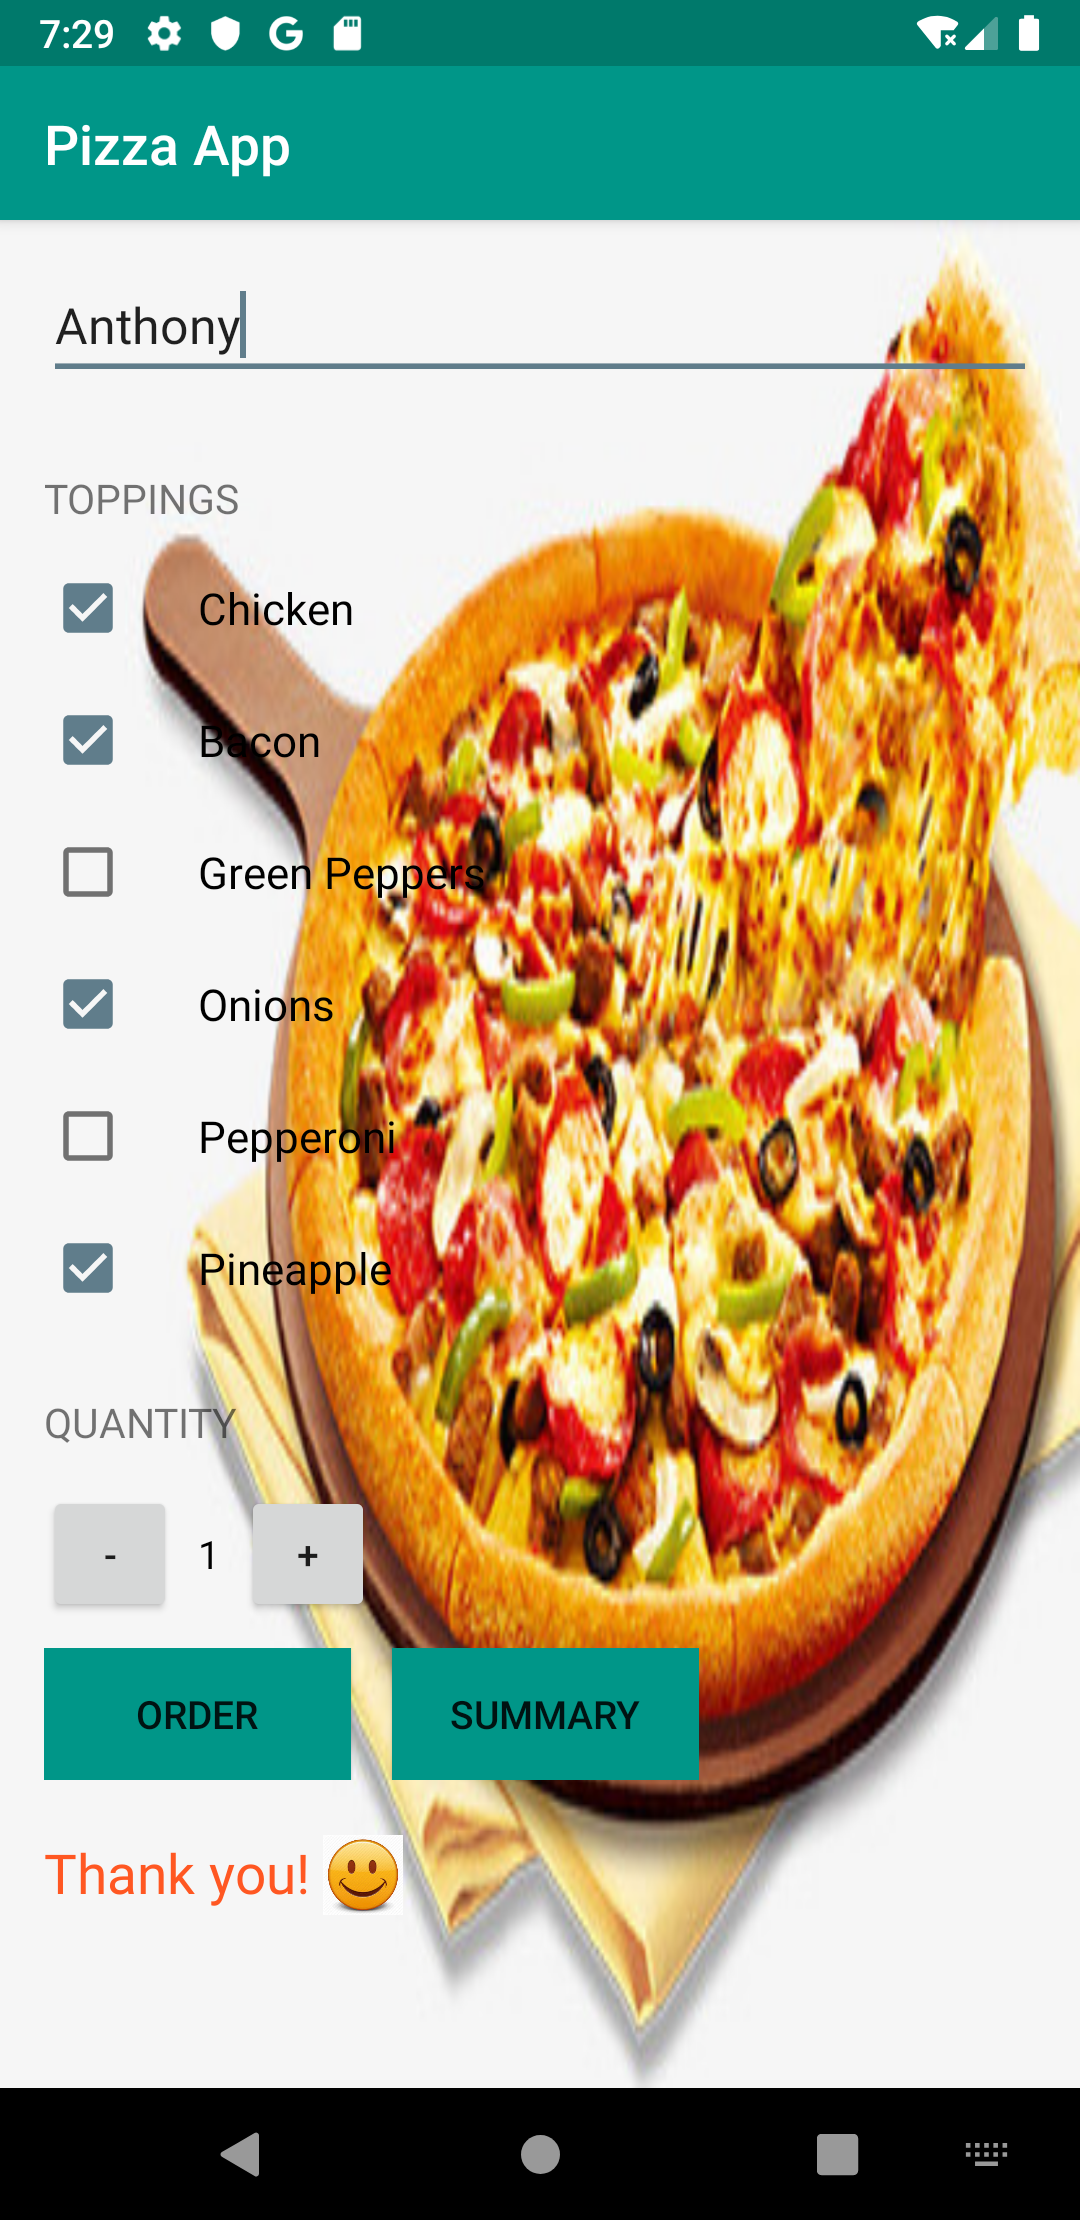 7:29
Pizza App
Anthony
TOPPINGS
Chicken
Bacon
Green Peppers
Onions
Pepperoni
Pineapple
QUANTITY
- 1 +
ORDER SUMMARY
Thank you!